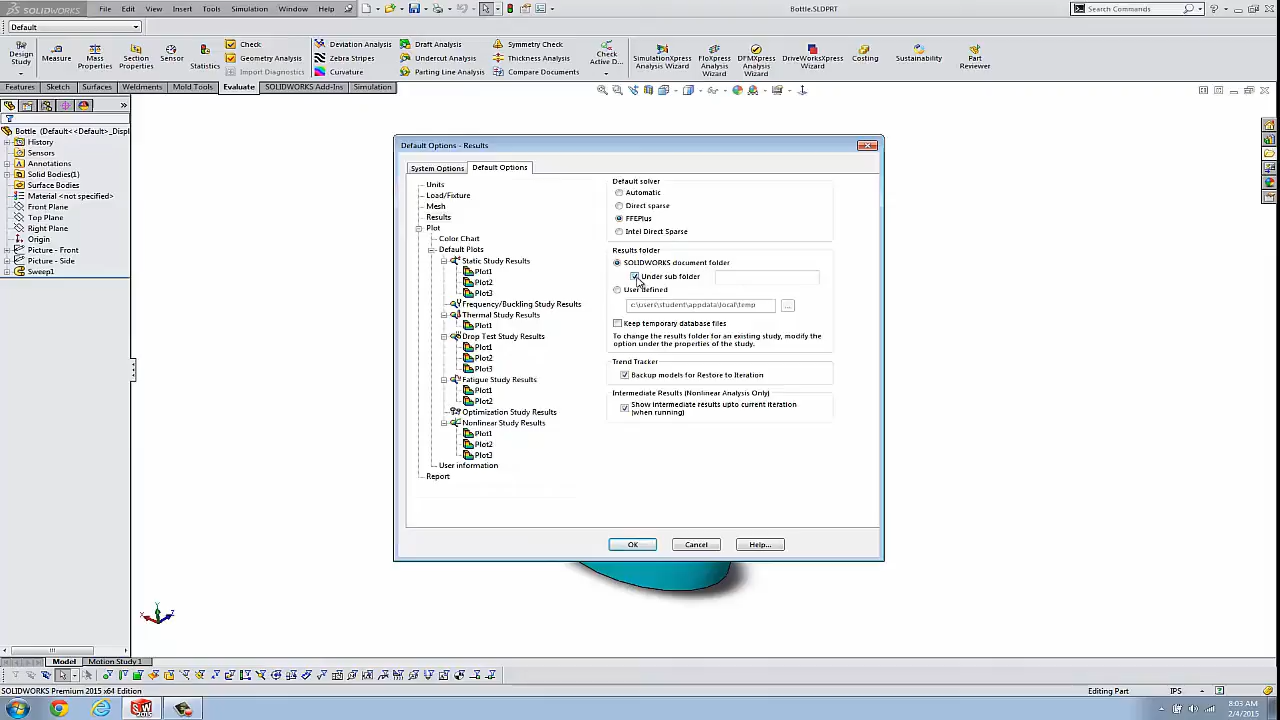 SOLIDWORKS File Edit View Insert Tools Simulation Window Help Bottle.SLDPRT Search Commands
Default
Design Study
Measure
Mass Properties
Section Properties
Sensor
Statistics
Check
Geometry Analysis
Import Diagnostics
Deviation Analysis
Zebra Stripes
Curvature
Draft Analysis
Undercut Analysis
Parting Line Analysis
Symmetry Check
Thickness Analysis
Compare Documents
Check Active D...
SimulationXpress Analysis Wizard
FloXpress Analysis Wizard
DFMXpress Analysis Wizard
DriveWorksXpress Wizard
Costing
Sustainability
Part Reviewer
Features Sketch Surfaces Weldments Mold Tools Evaluate SOLIDWORKS Add-Ins Simulation
Bottle (Default<<Default>_Displ
History
Sensors
Annotations
Solid Bodies(1)
Surface Bodies
Material <not specified>
Front Plane
Top Plane
Right Plane
Origin
Picture - Front
Picture - Side
Sweep1
Default Options - Results
System Options Default Options
Units
Load/Fixture
Mesh
Results
Plot
Color Chart
Default Plots
Static Study Results
Plot1
Plot2
Plot3
Frequency/Buckling Study Results
Thermal Study Results
Plot1
Drop Test Study Results
Plot1
Plot2
Plot3
Fatigue Study Results
Plot1
Plot2
Optimization Study Results
Nonlinear Study Results
Plot1
Plot2
Plot3
User information
Report
Default solver
Automatic
Direct sparse
FFEPlus
Intel Direct Sparse
Results folder
SOLIDWORKS document folder
Under sub folder
User defined
c:\users\student\appdata\local\temp
...
Keep temporary database files
To change the results folder for an existing study, modify the
option under the properties of the study.
Trend Tracker
Backup models for Restore to Iteration
Intermediate Results (Nonlinear Analysis Only)
Show intermediate results upto current iteration
(when running)
OK Cancel Help...
Model Motion Study 1
SOLIDWORKS Premium 2015 x64 Edition Editing Part IPS
8:03 AM
2/4/2015